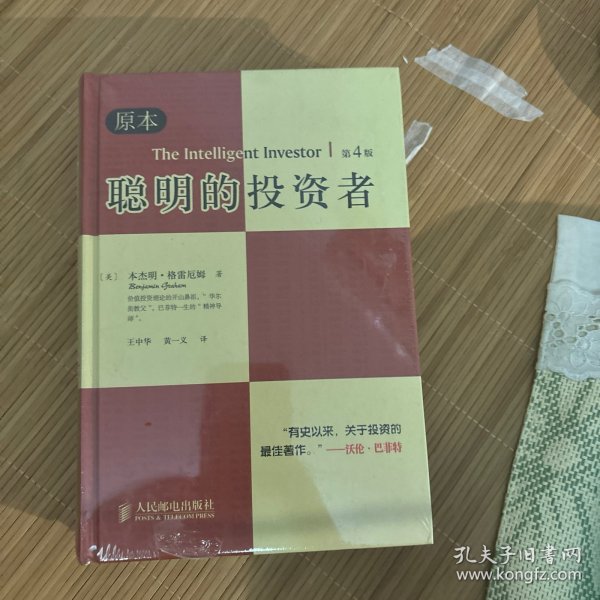 原本
The Intelligent Investor 第4版
聪明的投资者
[美] 本杰明·格雷厄姆 著
Benjamin Graham
价值投资理论的开山鼻祖，“华尔
街教父”，巴菲特一生的“精神导
师”。
王中华 黄一义 译
“有史以来，关于投资的
最佳著作。”——沃伦·巴菲特
人民邮电出版社
POSTS & TELECOM PRESS
孔夫子旧书网
www.kongfz.com